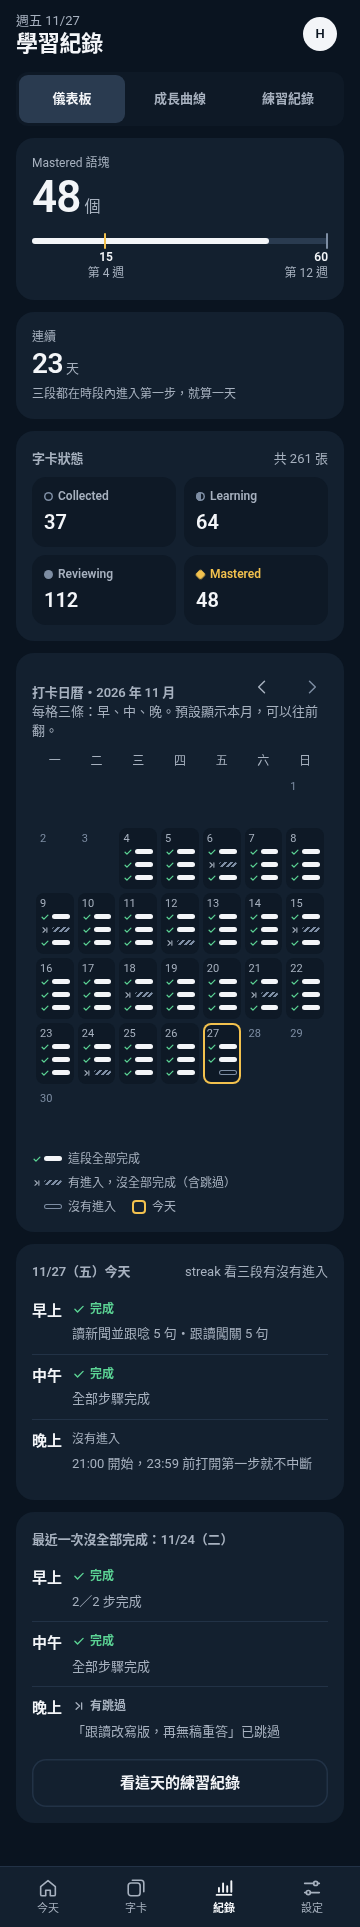 週五 11/27
學習紀錄
H
儀表板 成長曲線 練習紀錄
Mastered 語塊
48 個
15 60
第 4 週 第 12 週
連續
23 天
三段都在時段內進入第一步，就算一天
字卡狀態 共 261 張
Collected Learning
37 64
Reviewing Mastered
112 48
打卡日曆・2026 年 11 月
每格三條：早、中、晚。預設顯示本月，可以往前
翻。
一 二 三 四 五 六 日
1
2 3 4 5 6 7 8
9 10 11 12 13 14 15
16 17 18 19 20 21 22
23 24 25 26 27 28 29
30
這段全部完成
有進入，沒全部完成（含跳過）
沒有進入 今天
11/27（五）今天 streak 看三段有沒有進入
早上 完成
讀新聞並跟唸 5 句・跟讀闖關 5 句
中午 完成
全部步驟完成
晚上 沒有進入
21:00 開始，23:59 前打開第一步就不中斷
最近一次沒全部完成：11/24（二）
早上 完成
2／2 步完成
中午 完成
全部步驟完成
晚上 有跳過
「跟讀改寫版，再無稿重答」已跳過
看這天的練習紀錄
今天 字卡 紀錄 設定